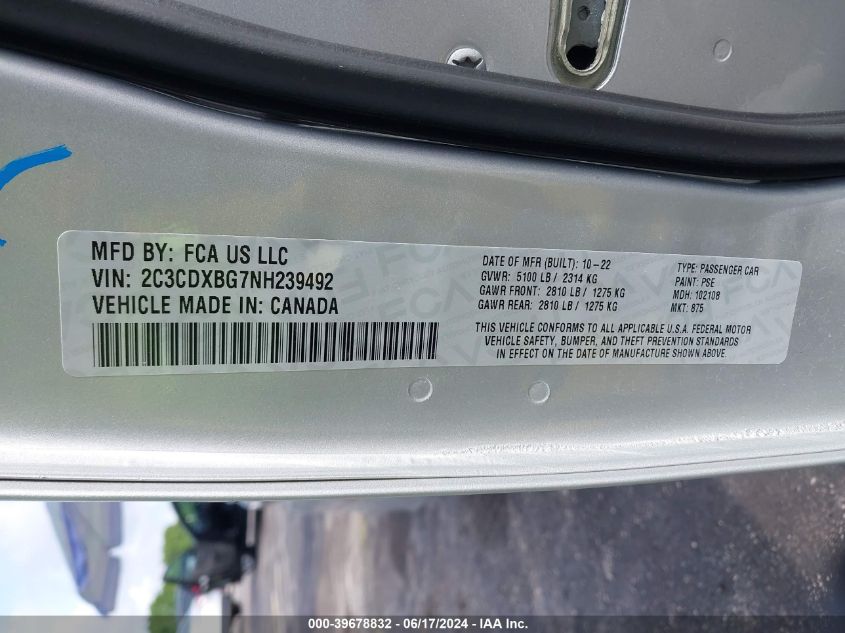 MFD BY: FCA US LLC
VIN: 2C3CDXBG7NH239492
VEHICLE MADE IN: CANADA
DATE OF MFR (BUILT): 10-22
GVWR: 5100 LB / 2314 KG
GAWR FRONT: 2810 LB / 1275 KG
GAWR REAR: 2810 LB / 1275 KG
TYPE: PASSENGER CAR
PAINT: PSE
MDH: 102108
MKT: 875
THIS VEHICLE CONFORMS TO ALL APPLICABLE U.S.A. FEDERAL MOTOR
VEHICLE SAFETY, BUMPER, AND THEFT PREVENTION STANDARDS
IN EFFECT ON THE DATE OF MANUFACTURE SHOWN ABOVE.
000-39678832 - 06/17/2024 - IAA Inc.